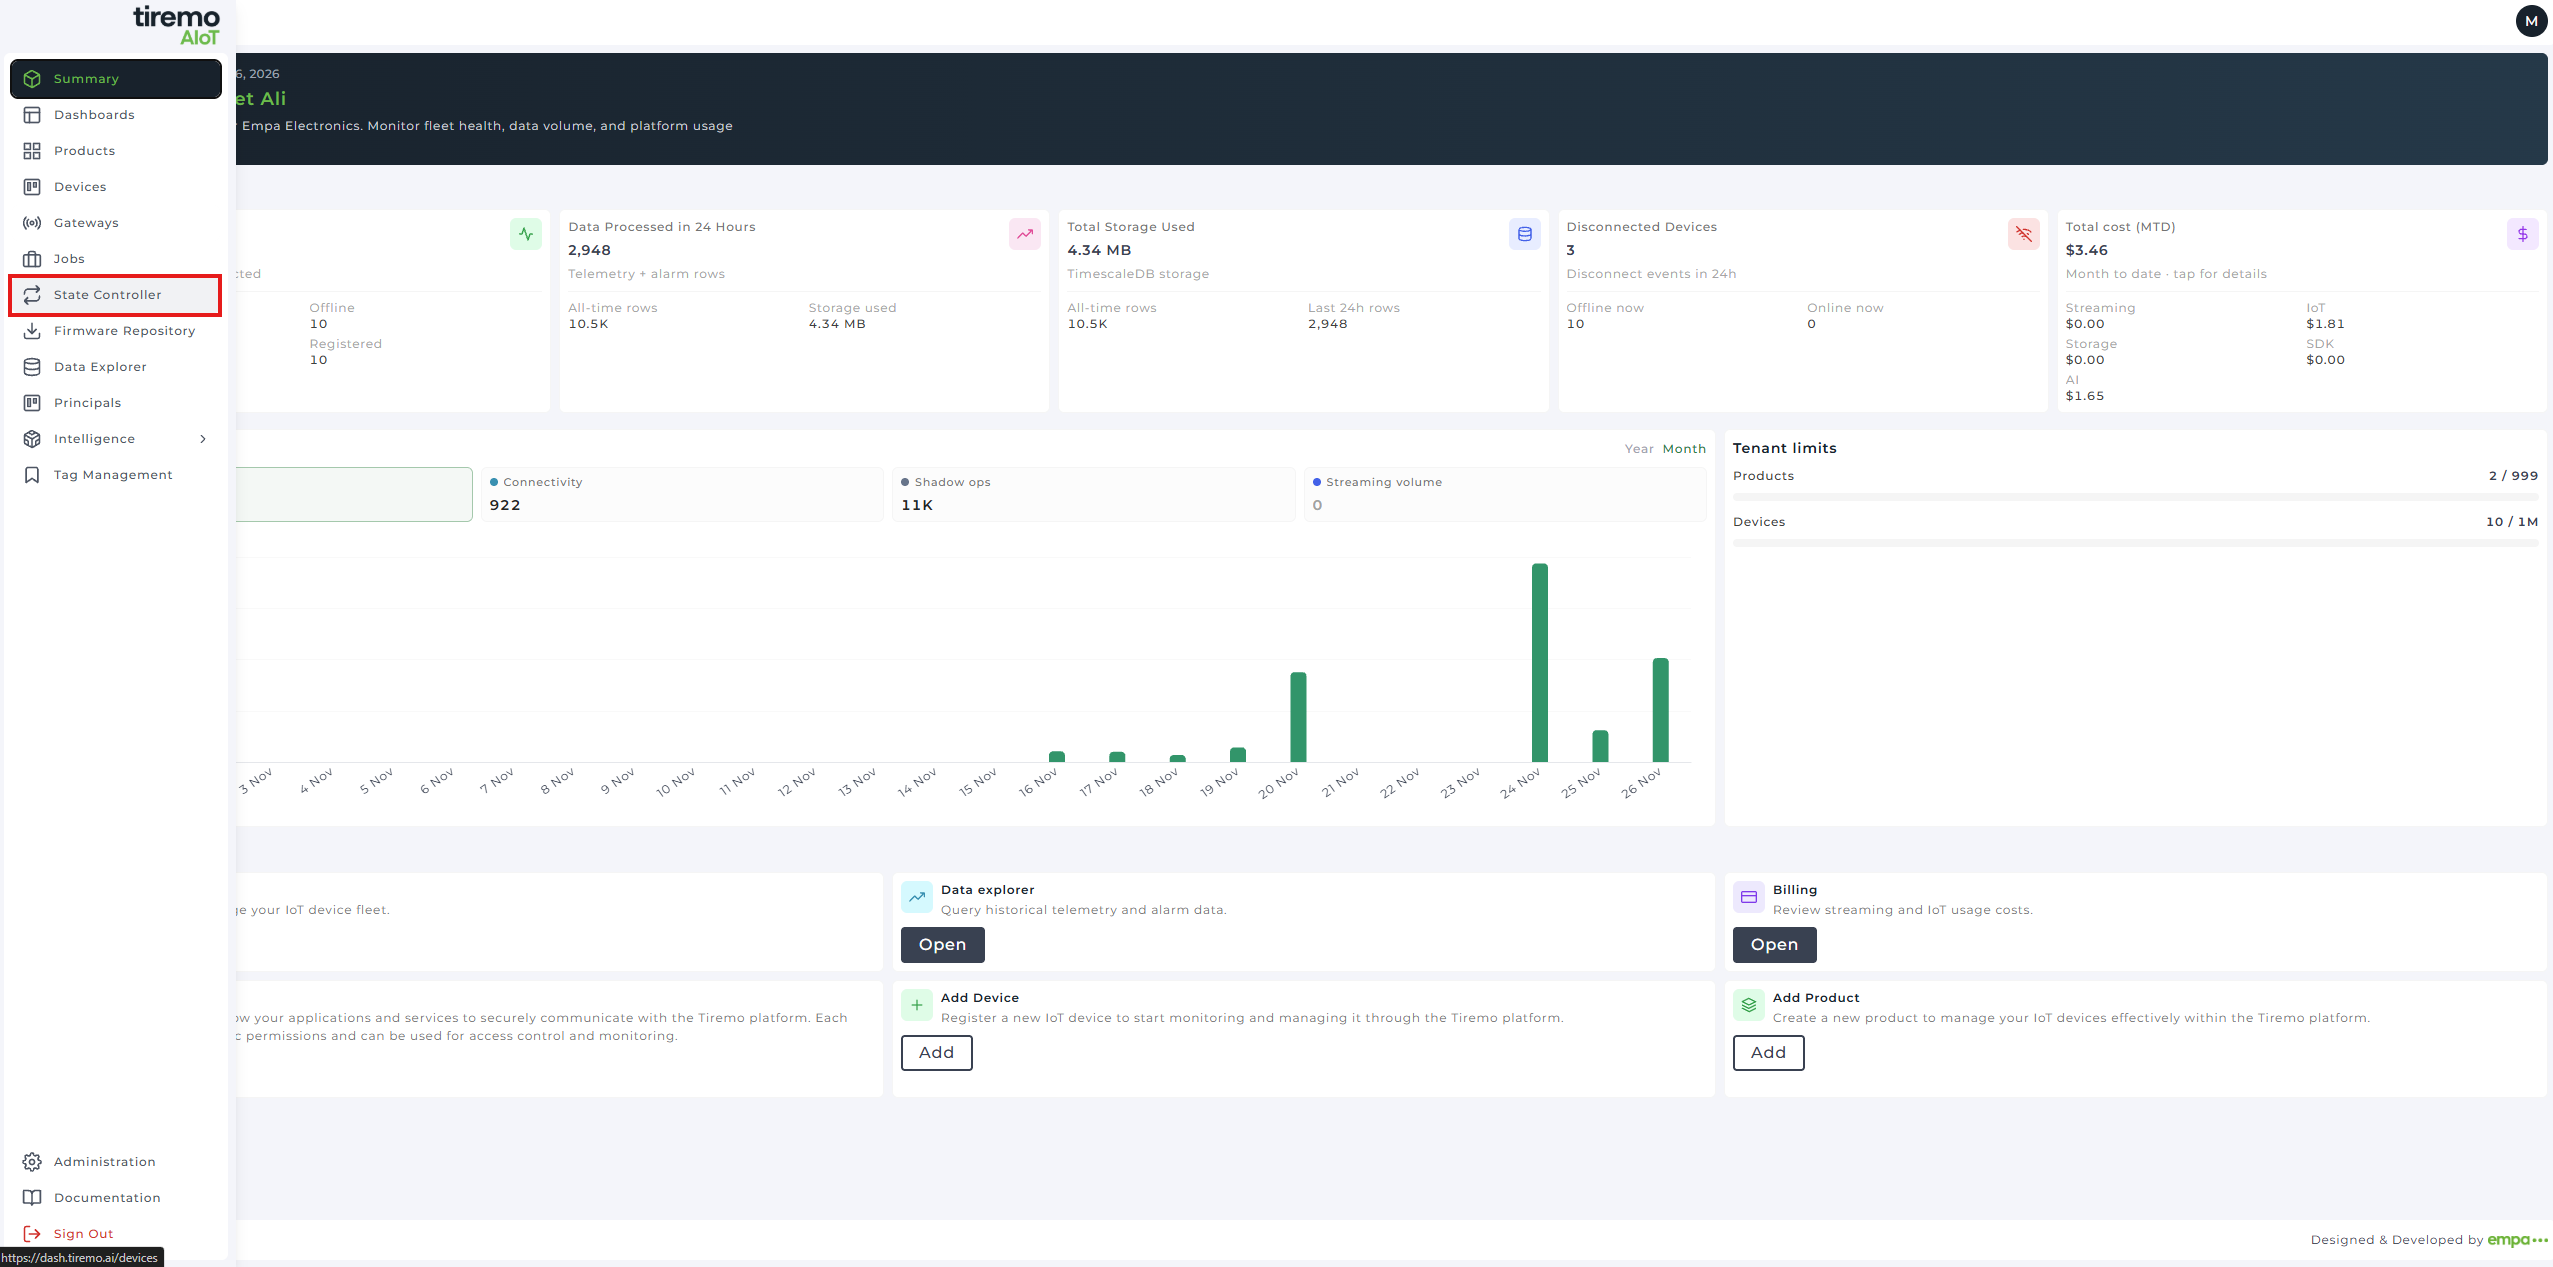 tiremo
AIoT
M
Summary
Dashboards
Products
Devices
Gateways
Jobs
State Controller
Firmware Repository
Data Explorer
Principals
Intelligence
Tag Management
6, 2026
et Ali
Empa Electronics. Monitor fleet health, data volume, and platform usage
cted
Offline
10
Registered
10
Data Processed in 24 Hours
2,948
Telemetry + alarm rows
All-time rows
10.5K
Storage used
4.34 MB
Total Storage Used
4.34 MB
TimescaleDB storage
All-time rows
10.5K
Last 24h rows
2,948
Disconnected Devices
3
Disconnect events in 24h
Offline now
10
Online now
0
Total cost (MTD)
$3.46
Month to date · tap for details
Streaming
$0.00
IoT
$1.81
Storage
$0.00
SDK
$0.00
AI
$1.65
Year Month
Connectivity
922
Shadow ops
11K
Streaming volume
0
3 Nov
4 Nov
5 Nov
6 Nov
7 Nov
8 Nov
9 Nov
10 Nov
11 Nov
12 Nov
13 Nov
14 Nov
15 Nov
16 Nov
17 Nov
18 Nov
19 Nov
20 Nov
21 Nov
22 Nov
23 Nov
24 Nov
25 Nov
26 Nov
Tenant limits
Products 2 / 999
Devices 10 / 1M
ge your IoT device fleet.
Data explorer
Query historical telemetry and alarm data.
Open
Billing
Review streaming and IoT usage costs.
Open
ow your applications and services to securely communicate with the Tiremo platform. Each
c permissions and can be used for access control and monitoring.
Add Device
Register a new IoT device to start monitoring and managing it through the Tiremo platform.
Add
Add Product
Create a new product to manage your IoT devices effectively within the Tiremo platform.
Add
Administration
Documentation
Sign Out
https://dash.tiremo.ai/devices
Designed & Developed by empa